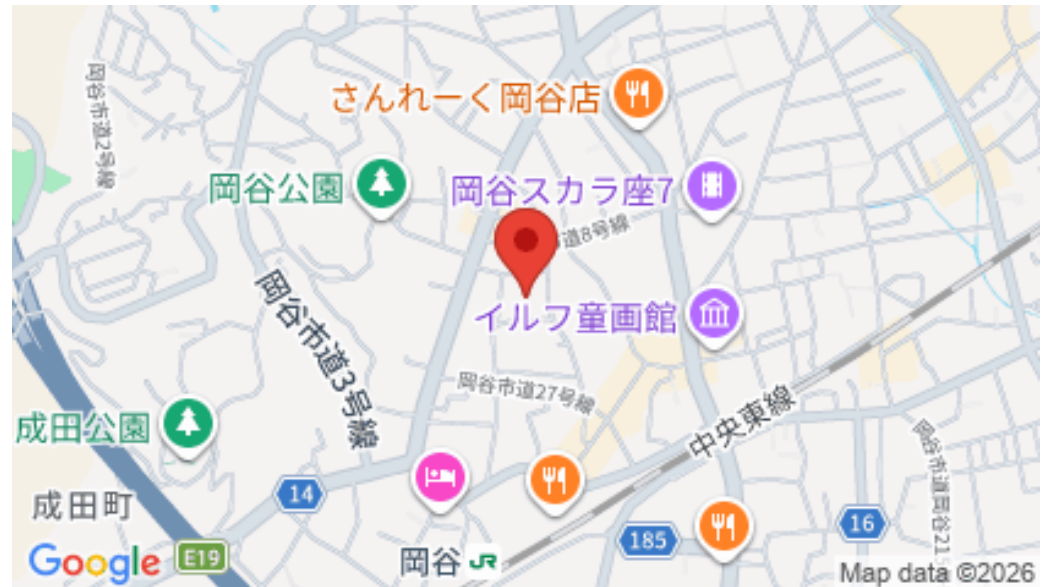 岡谷市道2号線
さんれーく岡谷店
岡谷公園
岡谷スカラ座7
道8号線
岡谷市道3号線
イルフ童画館
岡谷市道27号線
中央東線
成田公園
岡谷市道岡谷215
14
成田町
185
16
Google
E19
岡谷 JR
Map data ©2026